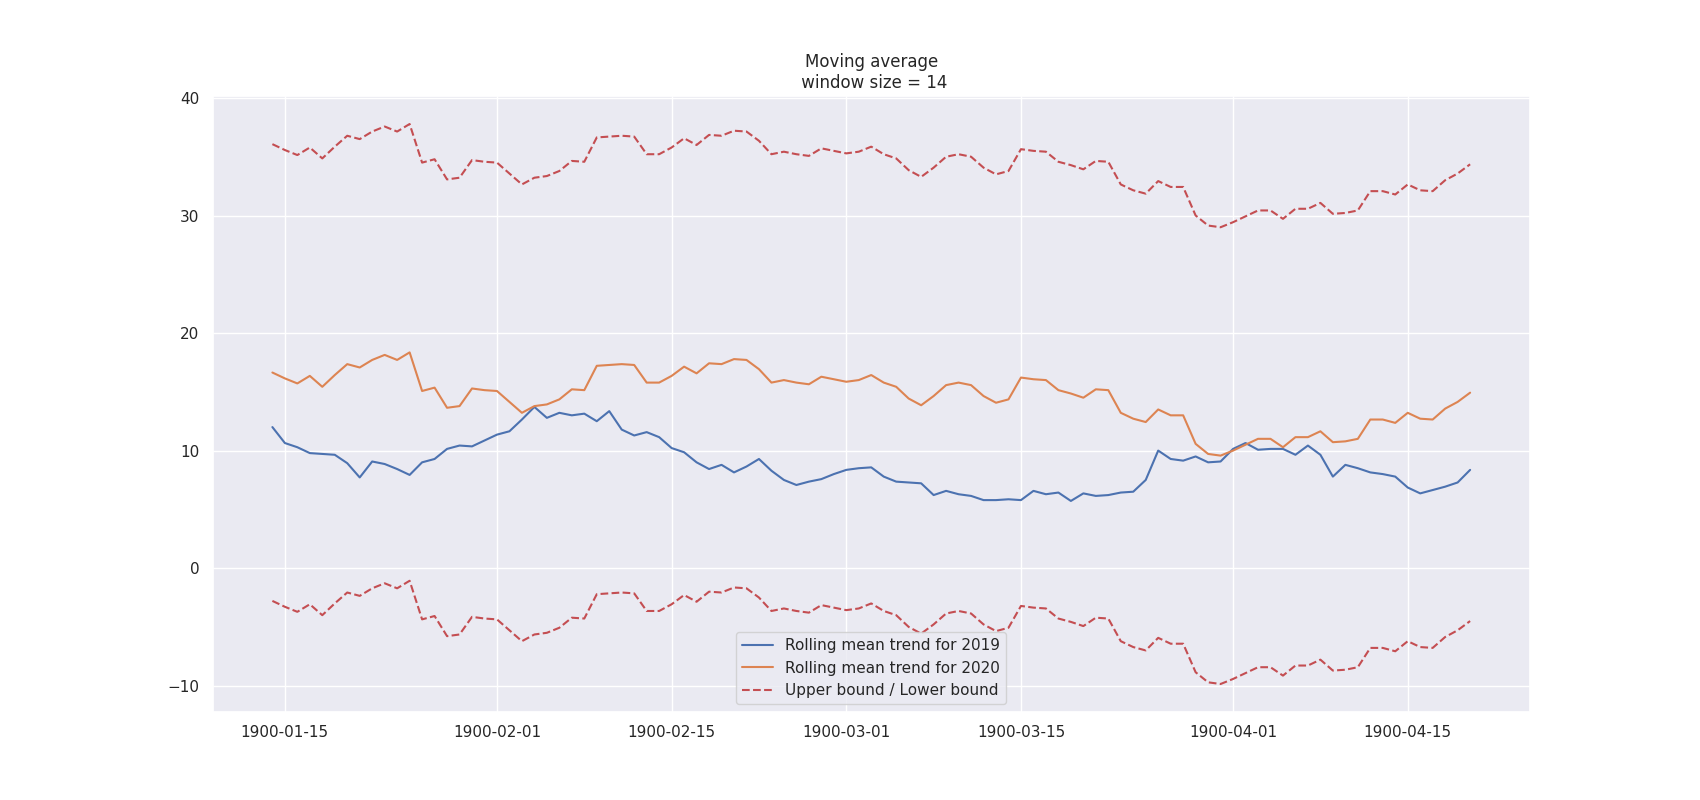 Moving average
window size = 14
40
30
20
10
0
−10
Rolling mean trend for 2019
Rolling mean trend for 2020
Upper bound / Lower bound
1900-01-15 1900-02-01 1900-02-15 1900-03-01 1900-03-15 1900-04-01 1900-04-15